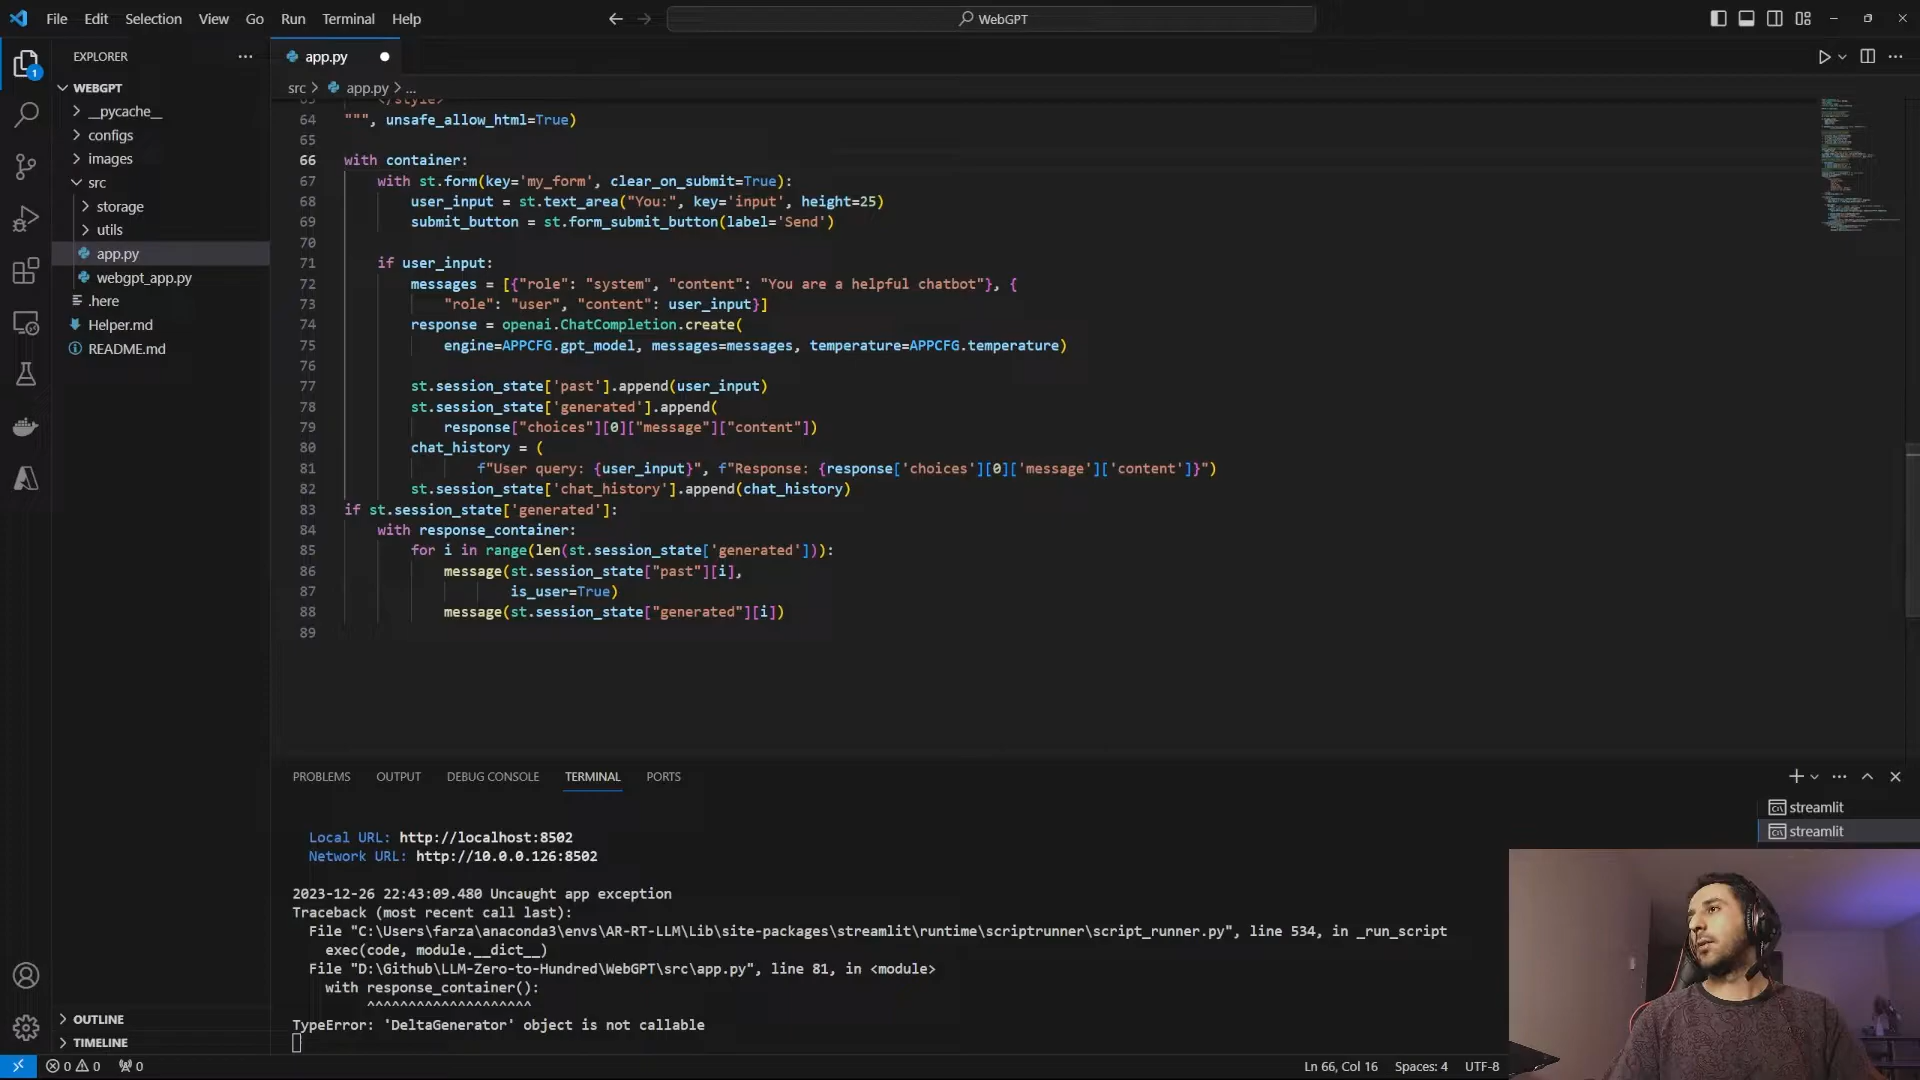 File Edit Selection View Go Run Terminal Help
WebGPT
EXPLORER
1
WEBGPT
__pycache__
configs
images
src
storage
utils
app.py
webgpt_app.py
.here
Helper.md
README.md
OUTLINE
TIMELINE
app.py
src > app.py > ...
</style>
64 """, unsafe_allow_html=True)
65
66 with container:
67 with st.form(key='my_form', clear_on_submit=True):
68 user_input = st.text_area("You:", key='input', height=25)
69 submit_button = st.form_submit_button(label='Send')
70
71 if user_input:
72 messages = [{"role": "system", "content": "You are a helpful chatbot"}, {
73 "role": "user", "content": user_input}]
74 response = openai.ChatCompletion.create(
75 engine=APPCFG.gpt_model, messages=messages, temperature=APPCFG.temperature)
76
77 st.session_state['past'].append(user_input)
78 st.session_state['generated'].append(
79 response["choices"][0]["message"]["content"])
80 chat_history = (
81 f"User query: {user_input}", f"Response: {response['choices'][0]['message']['content']}")
82 st.session_state['chat_history'].append(chat_history)
83 if st.session_state['generated']:
84 with response_container:
85 for i in range(len(st.session_state['generated'])):
86 message(st.session_state["past"][i],
87 is_user=True)
88 message(st.session_state["generated"][i])
89
PROBLEMS OUTPUT DEBUG CONSOLE TERMINAL PORTS
streamlit
streamlit
Local URL: http://localhost:8502
Network URL: http://10.0.0.126:8502
2023-12-26 22:43:09.480 Uncaught app exception
Traceback (most recent call last):
File "C:\Users\farza\anaconda3\envs\AR-RT-LLM\Lib\site-packages\streamlit\runtime\scriptrunner\script_runner.py", line 534, in _run_script
exec(code, module.__dict__)
File "D:\Github\LLM-Zero-to-Hundred\WebGPT\src\app.py", line 81, in <module>
with response_container():
^^^^^^^^^^^^^^^^^^^^
TypeError: 'DeltaGenerator' object is not callable
0 0 0
Ln 66, Col 16 Spaces: 4 UTF-8